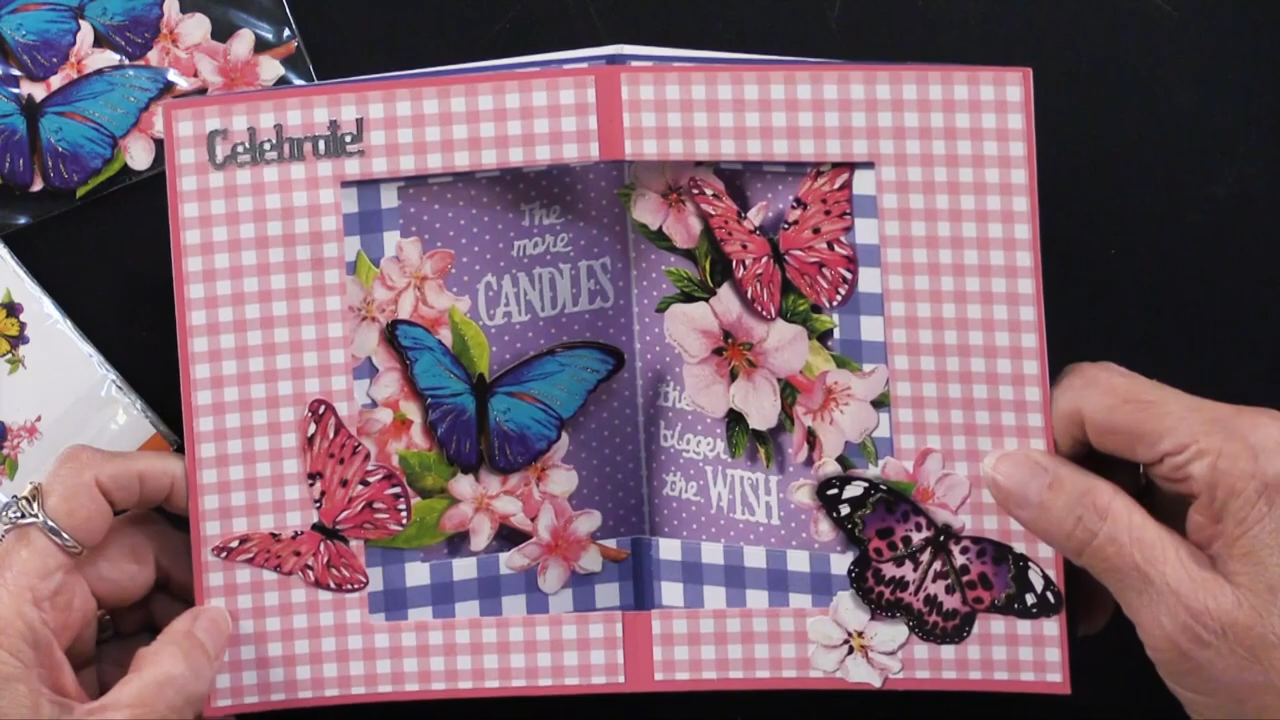 Celebrate!
The
more
CANDLES
the
bigger
the WISH